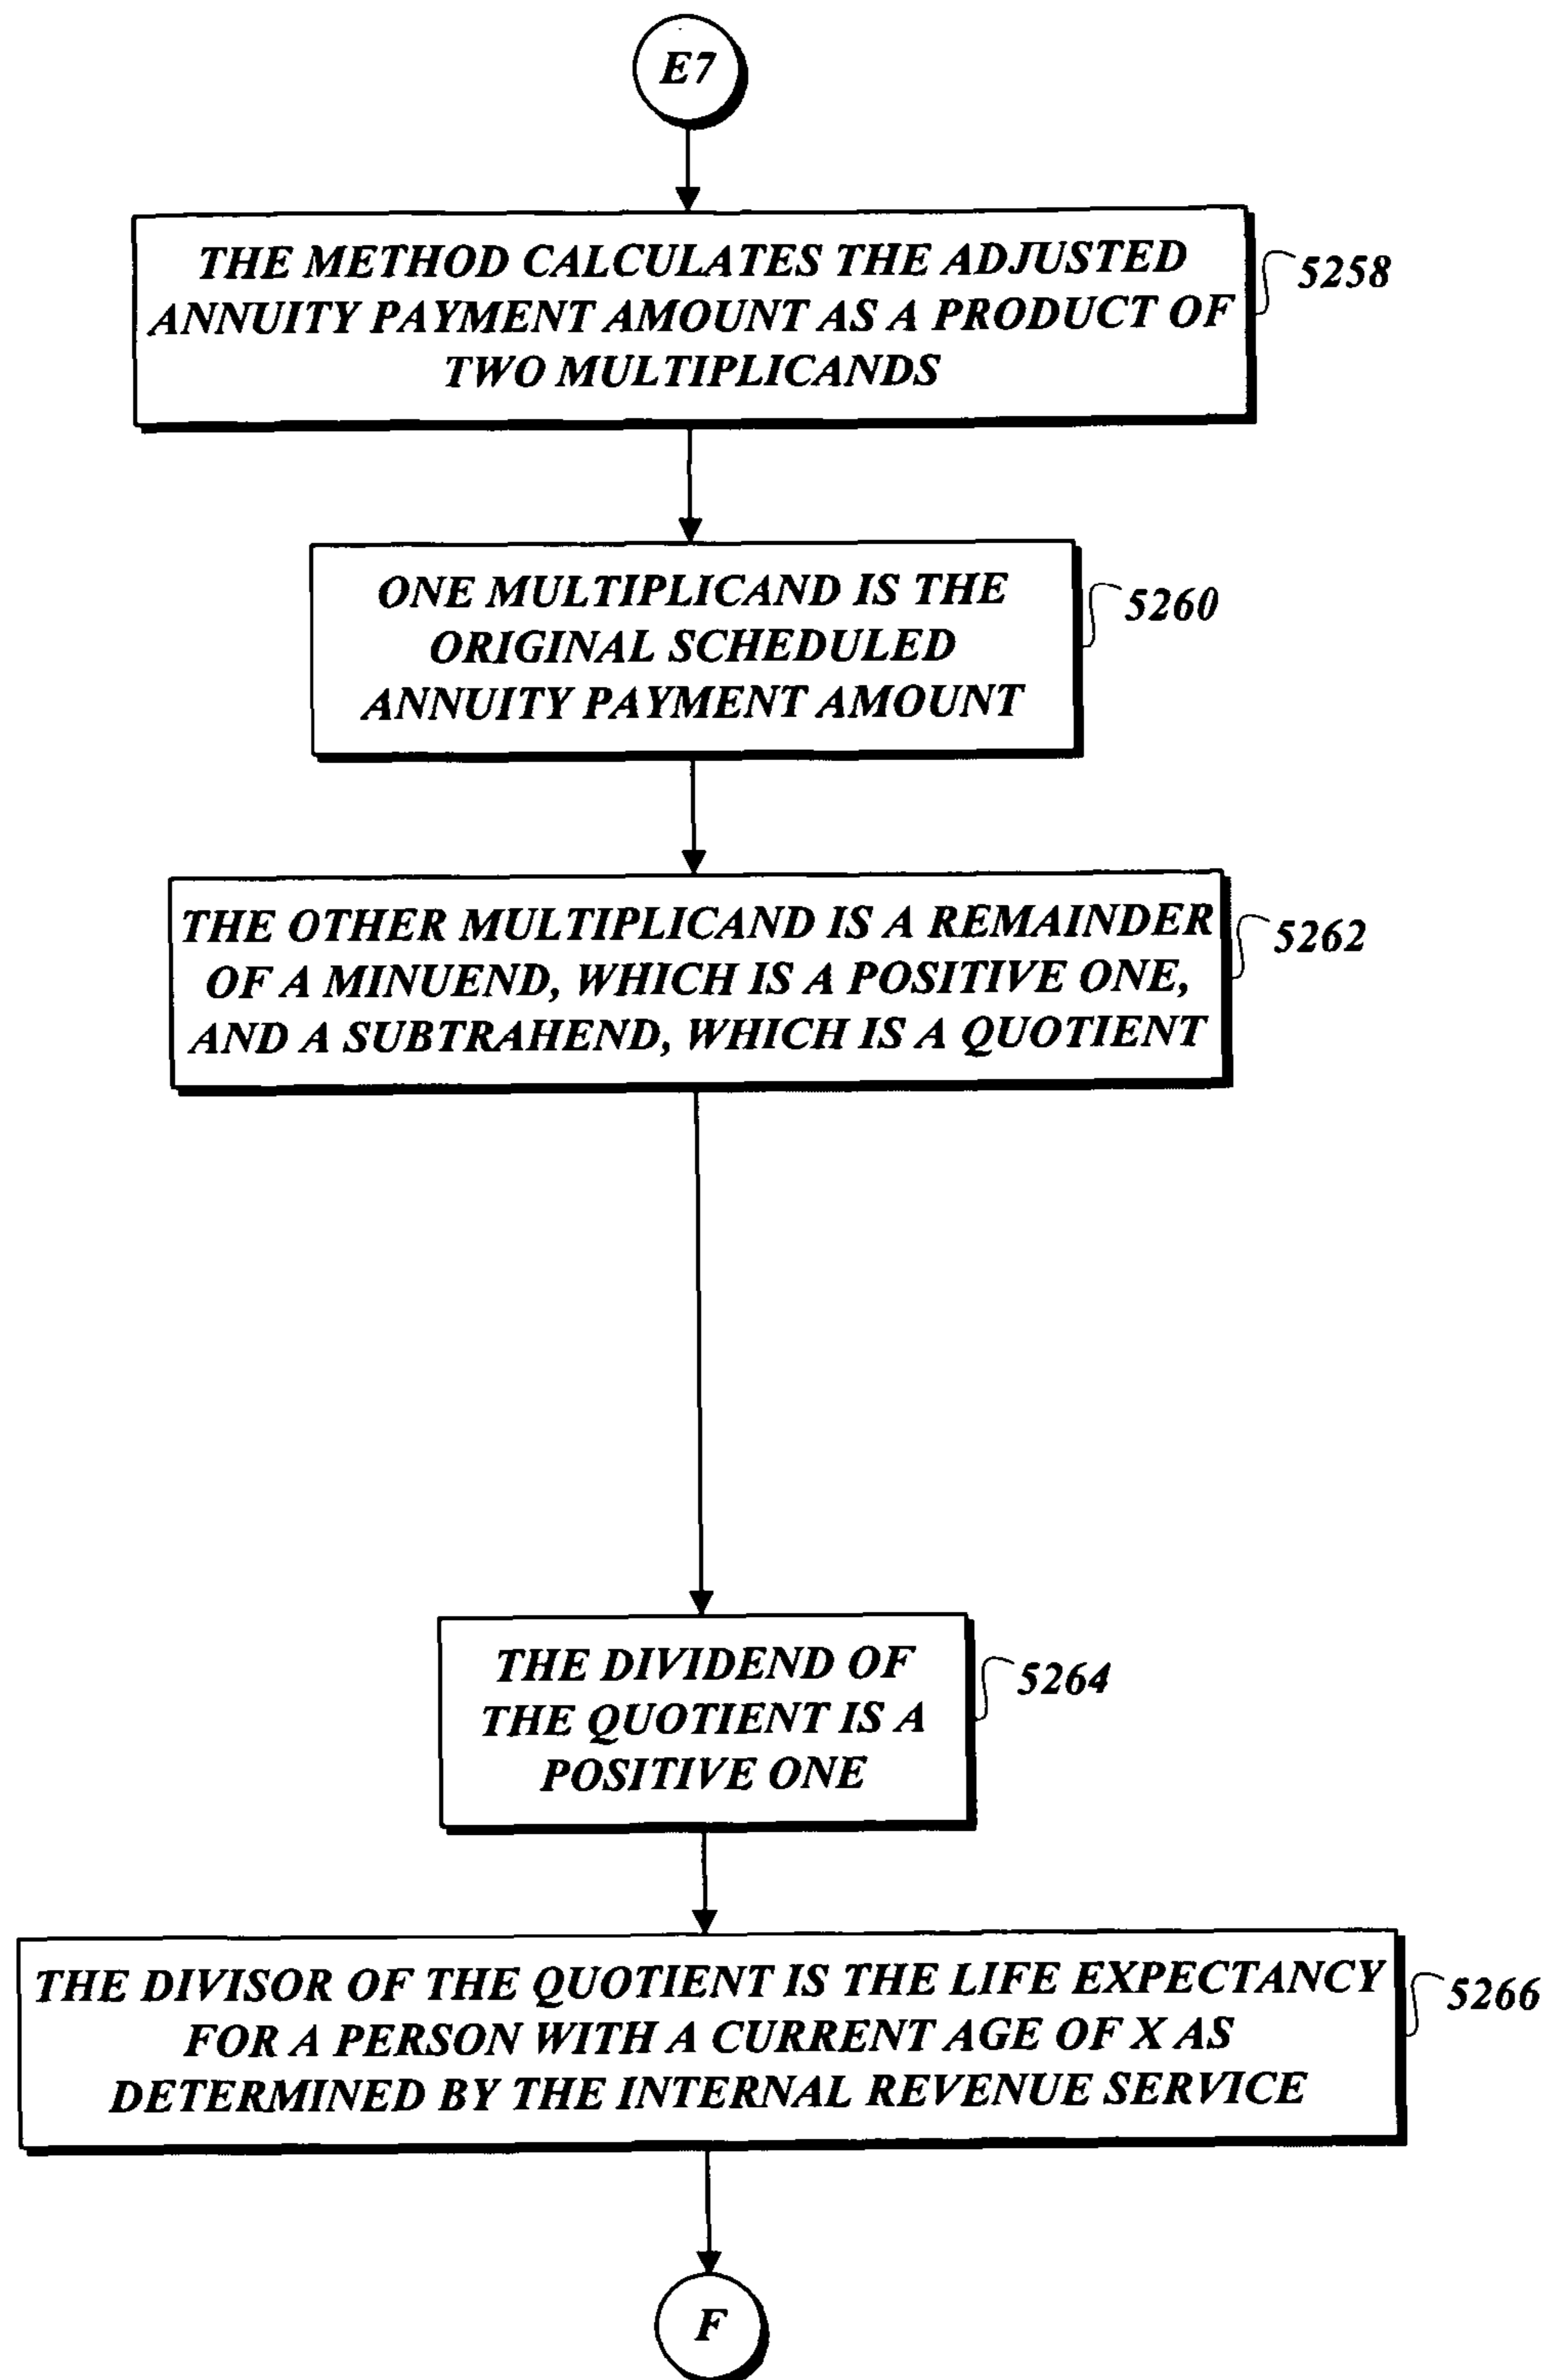 E7
THE METHOD CALCULATES THE ADJUSTED
ANNUITY PAYMENT AMOUNT AS A PRODUCT OF
TWO MULTIPLICANDS
5258
ONE MULTIPLICAND IS THE
ORIGINAL SCHEDULED
ANNUITY PAYMENT AMOUNT
5260
THE OTHER MULTIPLICAND IS A REMAINDER
OF A MINUEND, WHICH IS A POSITIVE ONE,
AND A SUBTRAHEND, WHICH IS A QUOTIENT
5262
THE DIVIDEND OF
THE QUOTIENT IS A
POSITIVE ONE
5264
THE DIVISOR OF THE QUOTIENT IS THE LIFE EXPECTANCY
FOR A PERSON WITH A CURRENT AGE OF X AS
DETERMINED BY THE INTERNAL REVENUE SERVICE
5266
F